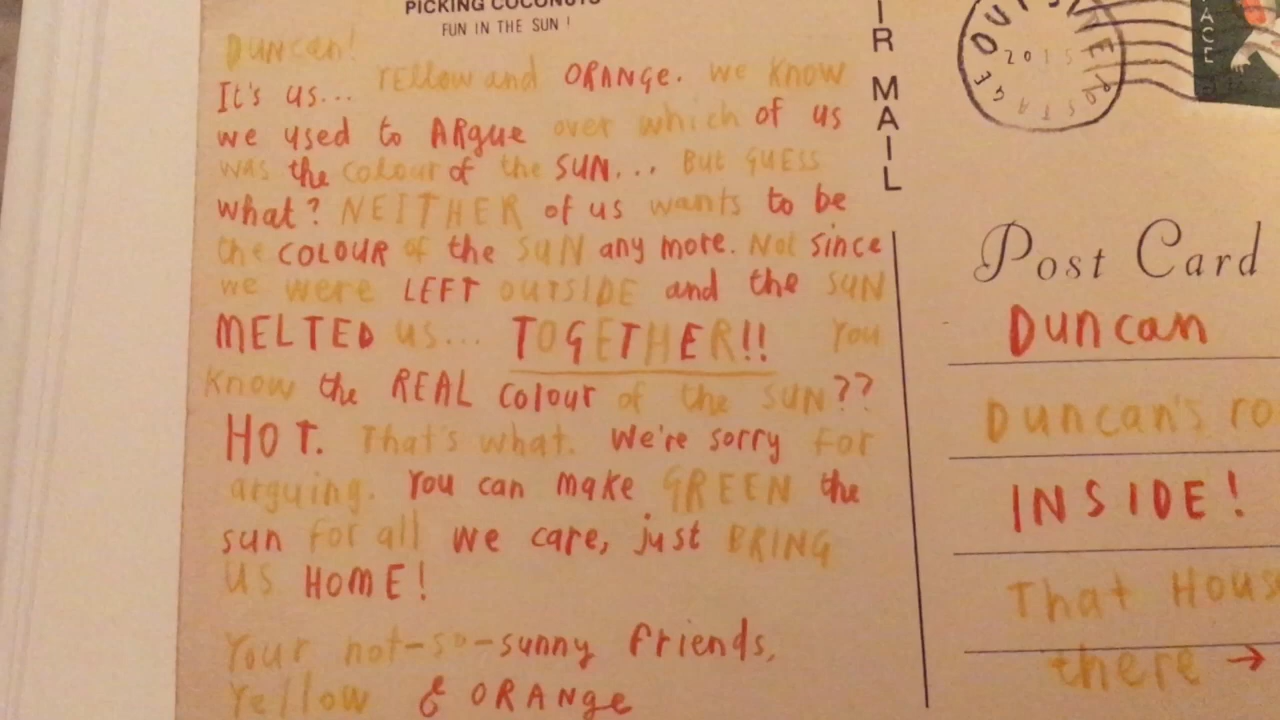 PICKING COCONUTS
FUN IN THE SUN!
Duncan!
It's us... Yellow and ORANGE. We know
we used to ARgue over which of us
was the colour of the SUN... But GUESS
what? NEITHER of us wants to be
the COLOUR of the SUN any more. Not since
we were LEFT OUTSIDE and the SUN
MELTED us... TOGETHER!! You
know the REAL colour of the SUN??
HOT. That's what. We're sorry for
arguing. You can make GREEN the
sun for all we care, just BRING
US HOME!
Your not-so-sunny friends,
Yellow & ORANGe
IR MAIL
2015
POSTAGE
ACE
Post Card
Duncan
Duncan's ro
INSIDE!
That Hous
there →